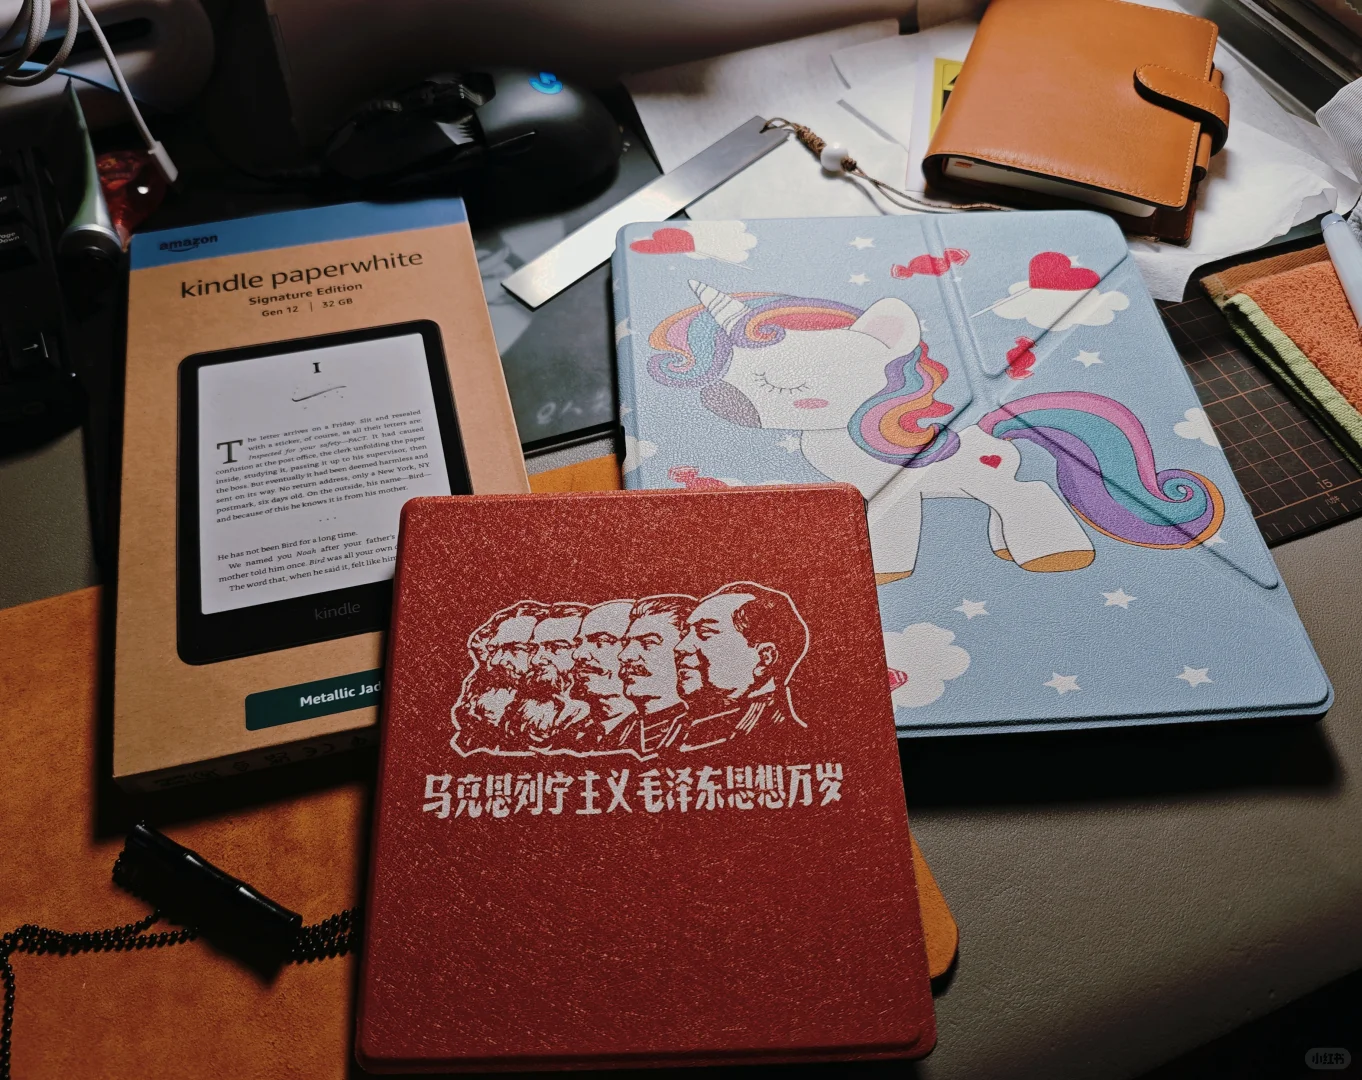 amazon
kindle paperwhite
Signature Edition
Gen 12 | 32 GB
I
The letter arrives on a Friday. Slit and resealed
with a sticker, of course, as all their letters are:
Inspected for your safety—PACT. It had caused
confusion at the post office, the clerk unfolding the paper
inside, studying it, passing it up to his supervisor, then
the boss. But eventually it had been deemed harmless and
sent on its way. No return address, only a New York, NY
postmark, six days old. On the outside, his name—Bird—
and because of this he knows it is from his mother.
He has not been Bird for a long time.
We named you Noah after your father's
mother told him once. Bird was all your own
The word that, when he said it, felt like him
kindle
Metallic Jad
马克思列宁主义毛泽东思想万岁
15
小红书